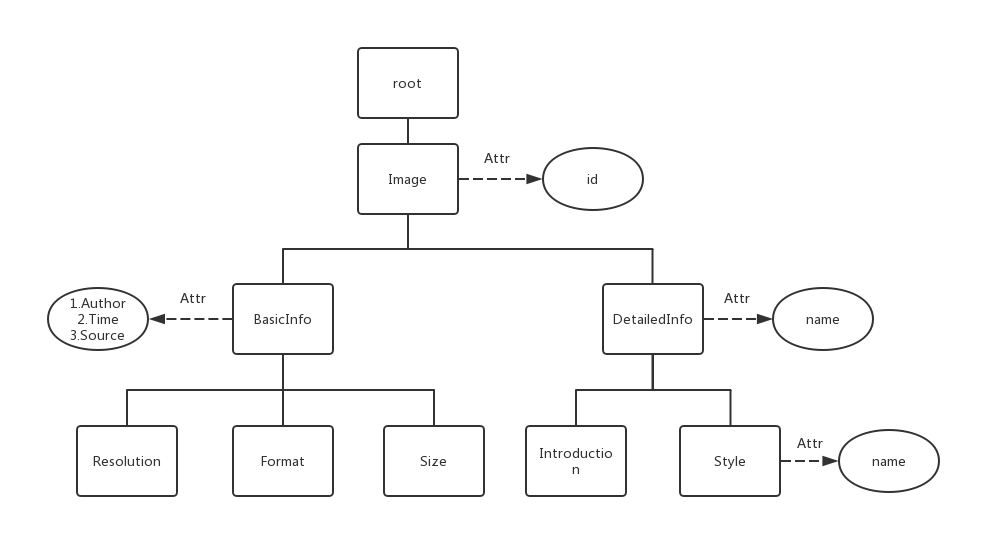 root
Image
Attr
id
1.Author
2.Time
3.Source
Attr
BasicInfo
DetailedInfo
Attr
name
Resolution
Format
Size
Introductio
n
Style
Attr
name